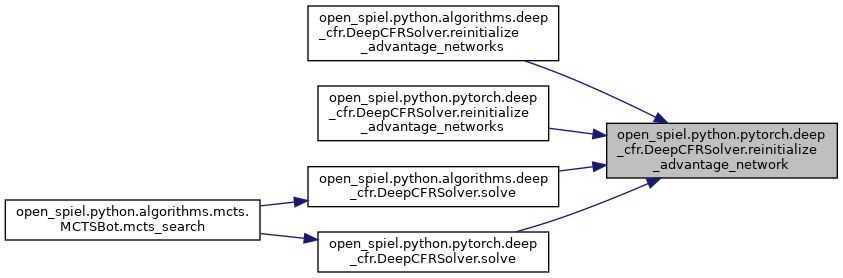 open_spiel.python.algorithms.deep
_cfr.DeepCFRSolver.reinitialize
_advantage_networks
open_spiel.python.pytorch.deep
_cfr.DeepCFRSolver.reinitialize
_advantage_networks
open_spiel.python.pytorch.deep
_cfr.DeepCFRSolver.reinitialize
_advantage_network
open_spiel.python.algorithms.deep
_cfr.DeepCFRSolver.solve
open_spiel.python.algorithms.mcts.
MCTSBot.mcts_search
open_spiel.python.pytorch.deep
_cfr.DeepCFRSolver.solve